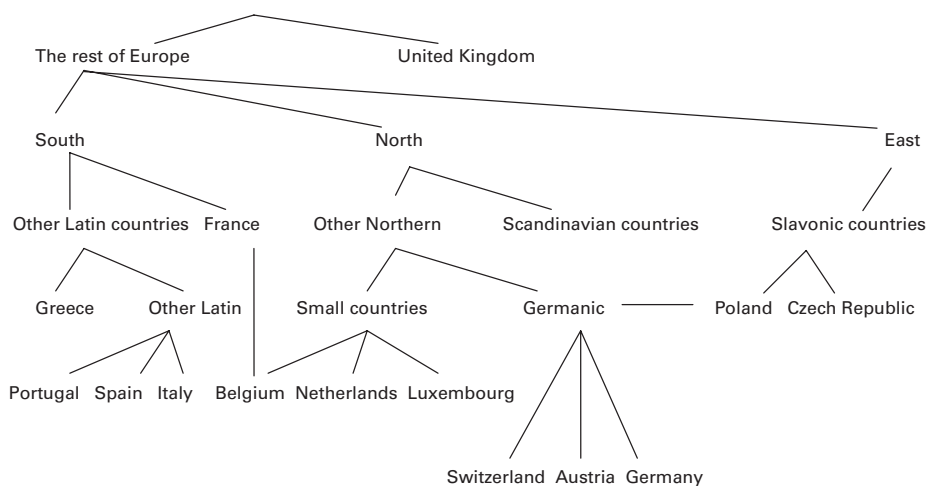 The rest of Europe United Kingdom
South North East
Other Latin countries France Other Northern Scandinavian countries Slavonic countries
Greece Other Latin Small countries Germanic Poland Czech Republic
Portugal Spain Italy Belgium Netherlands Luxembourg
Switzerland Austria Germany